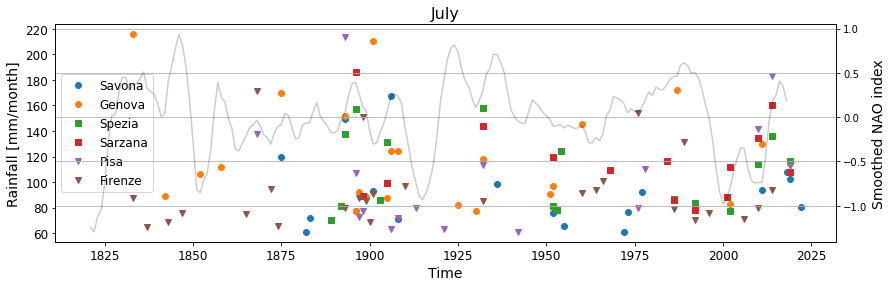 July
Rainfall [mm/month]
220
200
180
160
140
120
100
80
60
Savona
Genova
Spezia
Sarzana
Pisa
Firenze
1.0
0.5
0.0
−0.5
−1.0
Smoothed NAO index
1825 1850 1875 1900 1925 1950 1975 2000 2025
Time